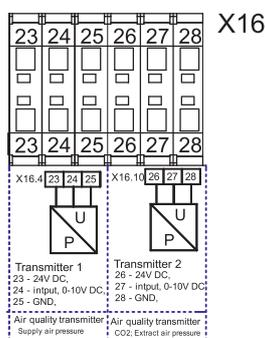 X16
23 24 25 26 27 28
23 24 25 26 27 28
X16.4 23 24 25 X16.10 26 27 28
U
P
U
P
Transmitter 1
23 - 24V DC,
24 - intput, 0-10V DC
25 - GND,
Transmitter 2
26 - 24V DC,
27 - intput, 0-10V DC
28 - GND,
Air quality transmitter
Supply air pressure
Air quality transmitter
CO2; Extract air pressure